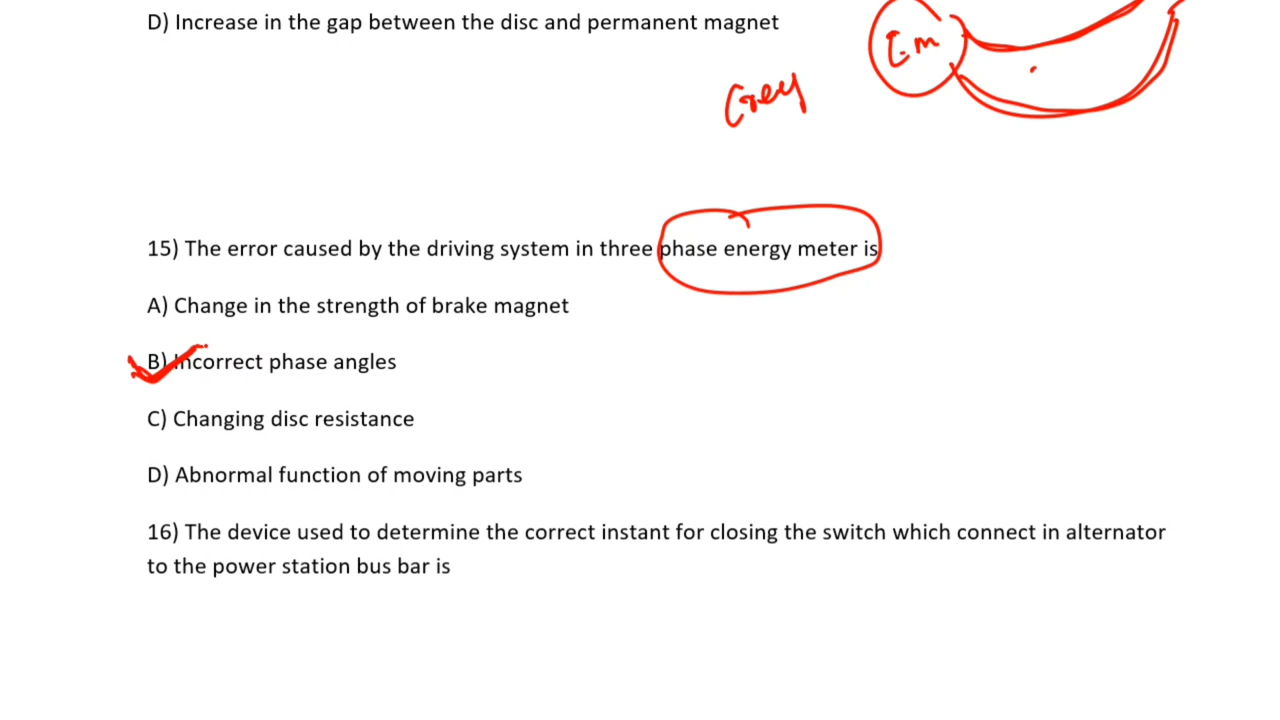 D) Increase in the gap between the disc and permanent magnet
Em
15) The error caused by the driving system in three phase energy meter is
A) Change in the strength of brake magnet
B) Incorrect phase angles
C) Changing disc resistance
D) Abnormal function of moving parts
16) The device used to determine the correct instant for closing the switch which connect in alternator
to the power station bus bar is